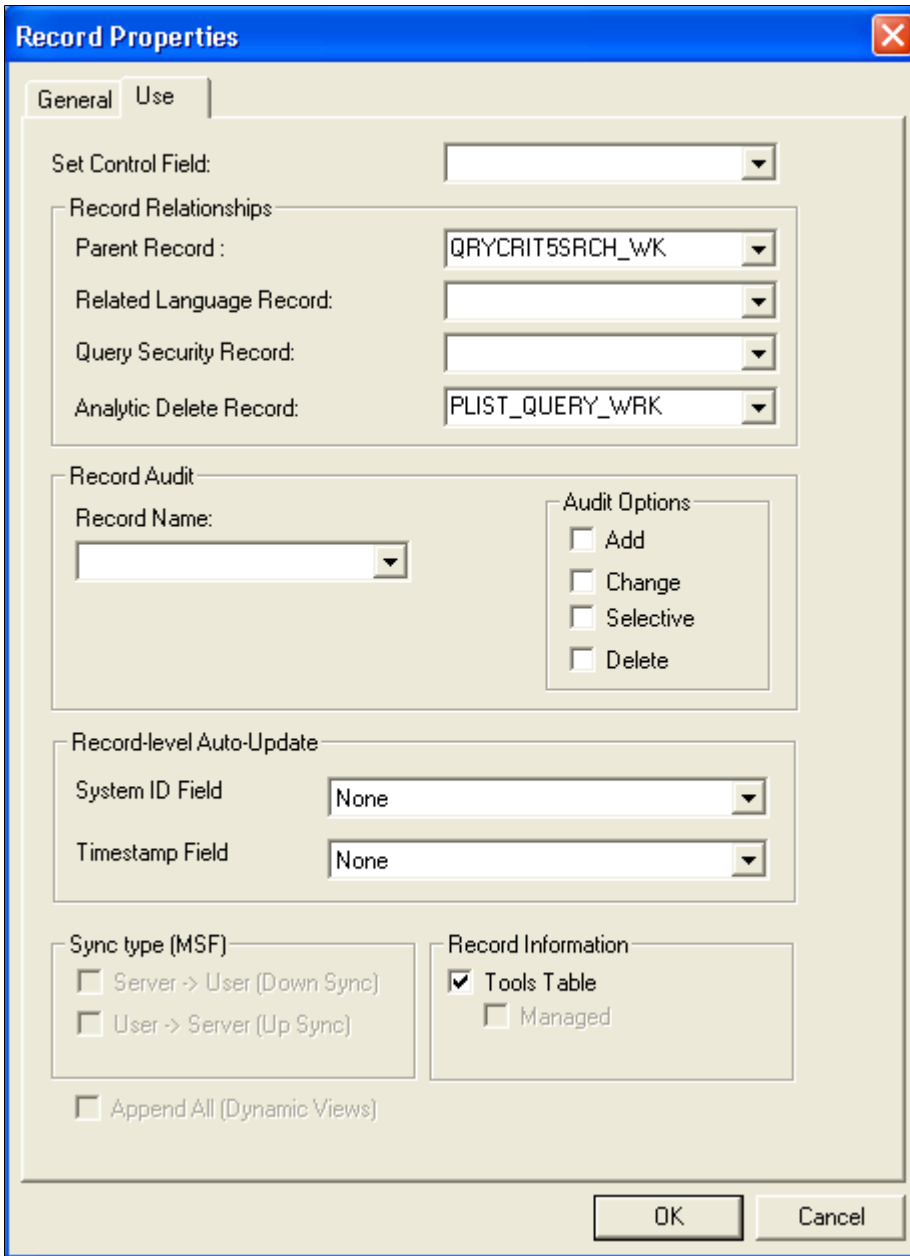 Record Properties
General Use
Set Control Field:
Record Relationships
Parent Record : QRYCRIT5SRCH_WK
Related Language Record:
Query Security Record:
Analytic Delete Record: PLIST_QUERY_WRK
Record Audit
Record Name:
Audit Options
Add
Change
Selective
Delete
Record-level Auto-Update
System ID Field None
Timestamp Field None
Sync type (MSF)
Server -> User (Down Sync)
User -> Server (Up Sync)
Record Information
Tools Table
Managed
Append All (Dynamic Views)
OK Cancel